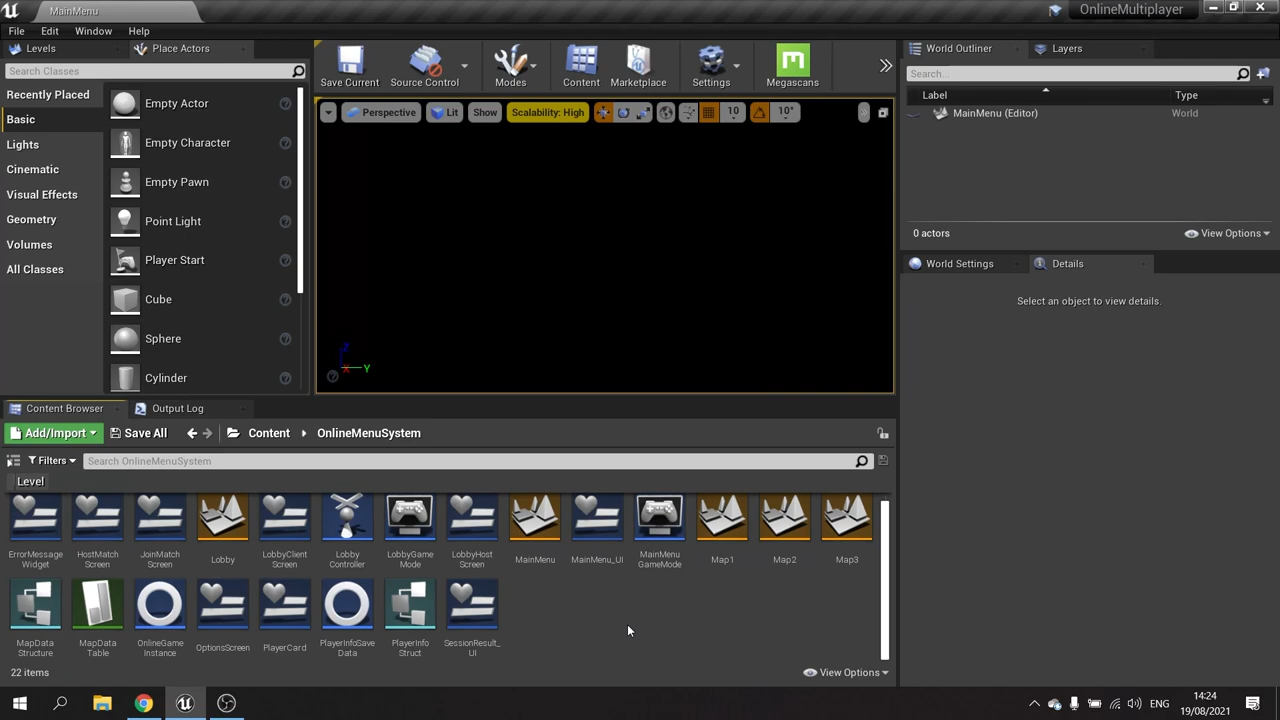 MainMenu
OnlineMultiplayer
File Edit Window Help
Levels
Place Actors
Search Classes
Recently Placed
Basic
Lights
Cinematic
Visual Effects
Geometry
Volumes
All Classes
Empty Actor
Empty Character
Empty Pawn
Point Light
Player Start
Cube
Sphere
Cylinder
Save Current
Source Control
Modes
Content
Marketplace
Settings
Megascans
Perspective
Lit
Show
Scalability: High
10
10°
Z
X
Y
World Outliner
Layers
Search...
Label
Type
MainMenu (Editor)
World
0 actors
View Options
World Settings
Details
Select an object to view details.
Content Browser
Output Log
Add/Import
Save All
Content
OnlineMenuSystem
Filters
Search OnlineMenuSystem
Level
ErrorMessage
Widget
HostMatch
Screen
JoinMatch
Screen
Lobby
LobbyClient
Screen
Lobby
Controller
LobbyGame
Mode
LobbyHost
Screen
MainMenu
MainMenu_UI
MainMenu
GameMode
Map1
Map2
Map3
MapData
Structure
MapData
Table
OnlineGame
Instance
OptionsScreen
PlayerCard
PlayerInfoSave
Data
PlayerInfo
Struct
SessionResult_
UI
22 items
View Options
ENG
14:24
19/08/2021